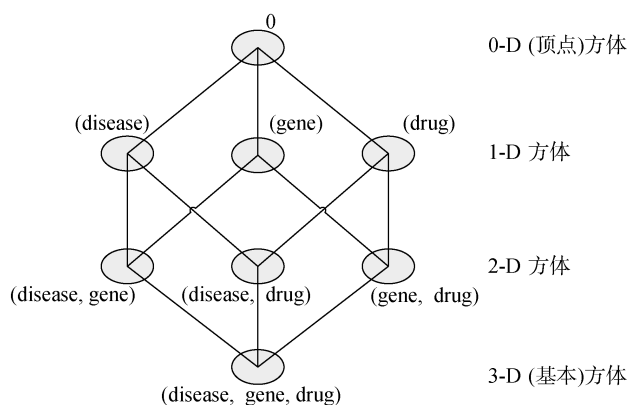 0
0-D (顶点)方体
(disease)
(gene)
(drug)
1-D 方体
2-D 方体
(disease, gene)
(disease, drug)
(gene, drug)
3-D (基本)方体
(disease, gene, drug)